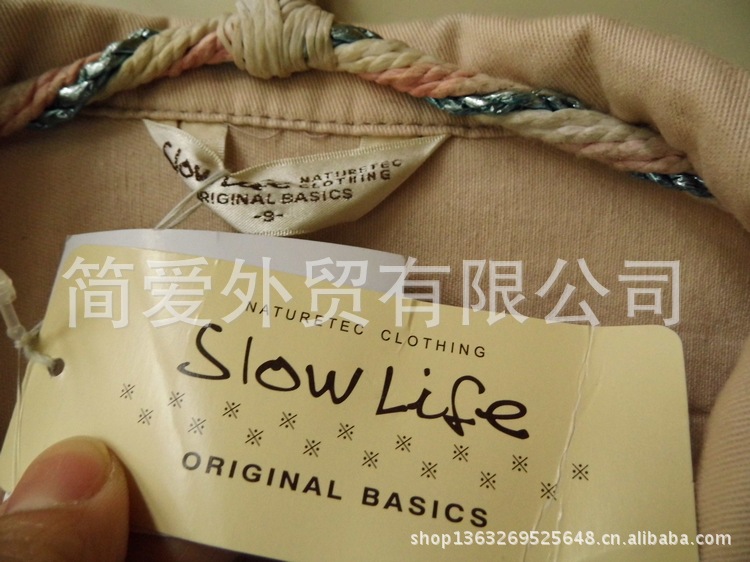 Slow Life NATURETEC
CLOTHING
ORIGINAL BASICS
-9-
简爱外贸有限公司
NATURETEC CLOTHING
Slow Life
ORIGINAL BASICS
shop1363269525648.cn.alibaba.com